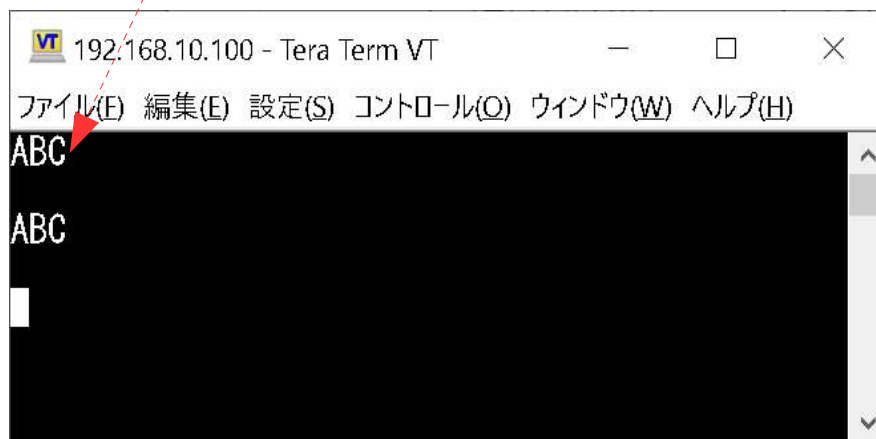 VT 192.168.10.100 - Tera Term VT
ファイル(F) 編集(E) 設定(S) コントロール(O) ウィンドウ(W) ヘルプ(H)
ABC
ABC